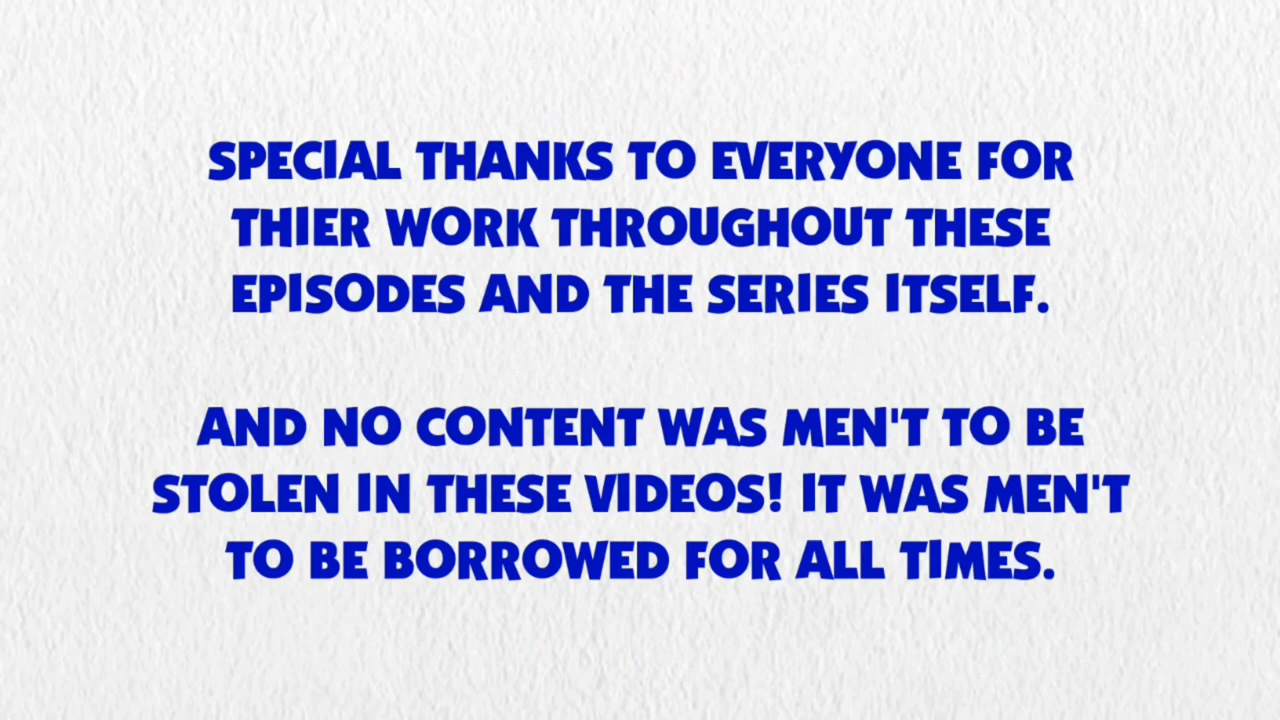 SPECIAL THANKS TO EVERYONE FOR
THIER WORK THROUGHOUT THESE
EPISODES AND THE SERIES ITSELF.
AND NO CONTENT WAS MEN'T TO BE
STOLEN IN THESE VIDEOS! IT WAS MEN'T
TO BE BORROWED FOR ALL TIMES.